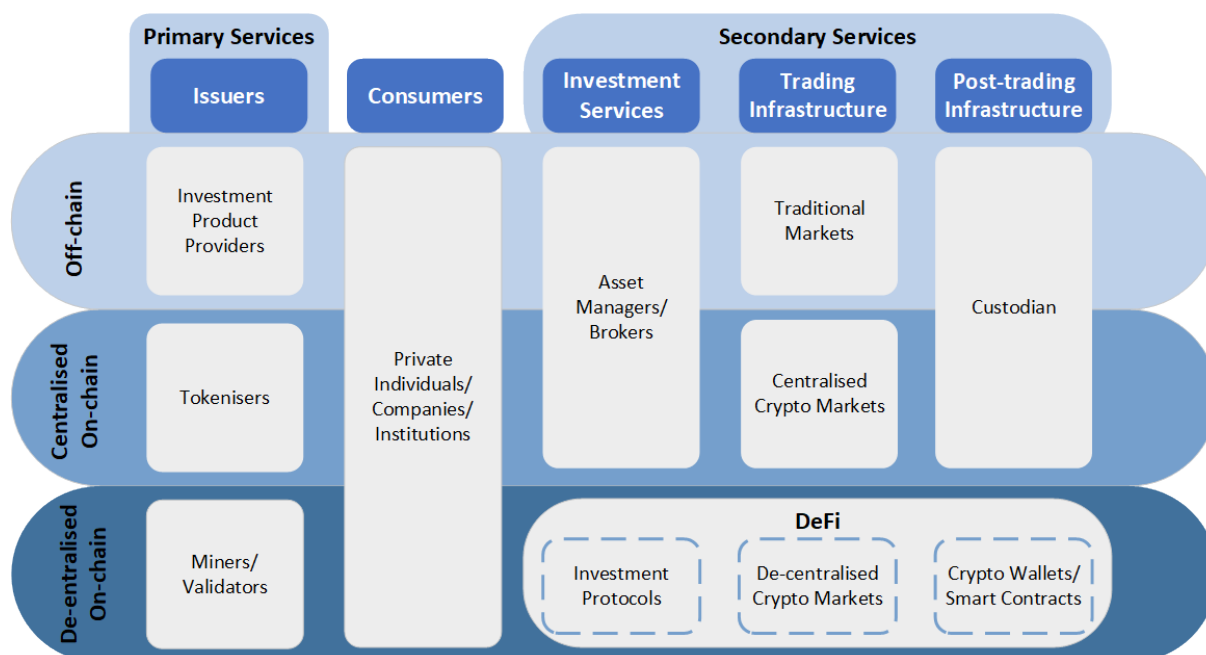 Primary Services
Secondary Services
Issuers
Consumers
Investment
Services
Trading
Infrastructure
Post-trading
Infrastructure
Off-chain
Investment
Product
Providers
Private
Individuals/
Companies/
Institutions
Asset
Managers/
Brokers
Traditional
Markets
Custodian
Centralised
On-chain
Tokenisers
Centralised
Crypto Markets
De-entralised
On-chain
Miners/
Validators
DeFi
Investment
Protocols
De-centralised
Crypto Markets
Crypto Wallets/
Smart Contracts